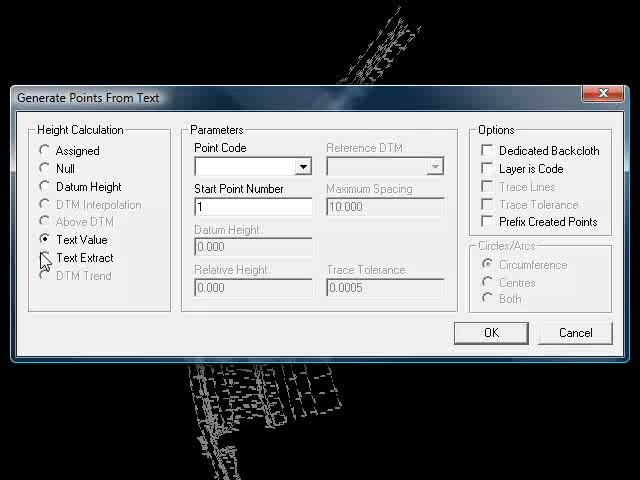 Generate Points From Text
Height Calculation
Assigned
Null
Datum Height
DTM Interpolation
Above DTM
Text Value
Text Extract
DTM Trend
Parameters
Point Code
Reference DTM
Start Point Number
Maximum Spacing
1
10.000
Datum Height
0.000
Relative Height
Trace Tolerance
0.000
0.0005
Options
Dedicated Backcloth
Layer is Code
Trace Lines
Trace Tolerance
Prefix Created Points
Circles/Arcs
Circumference
Centres
Both
OK
Cancel